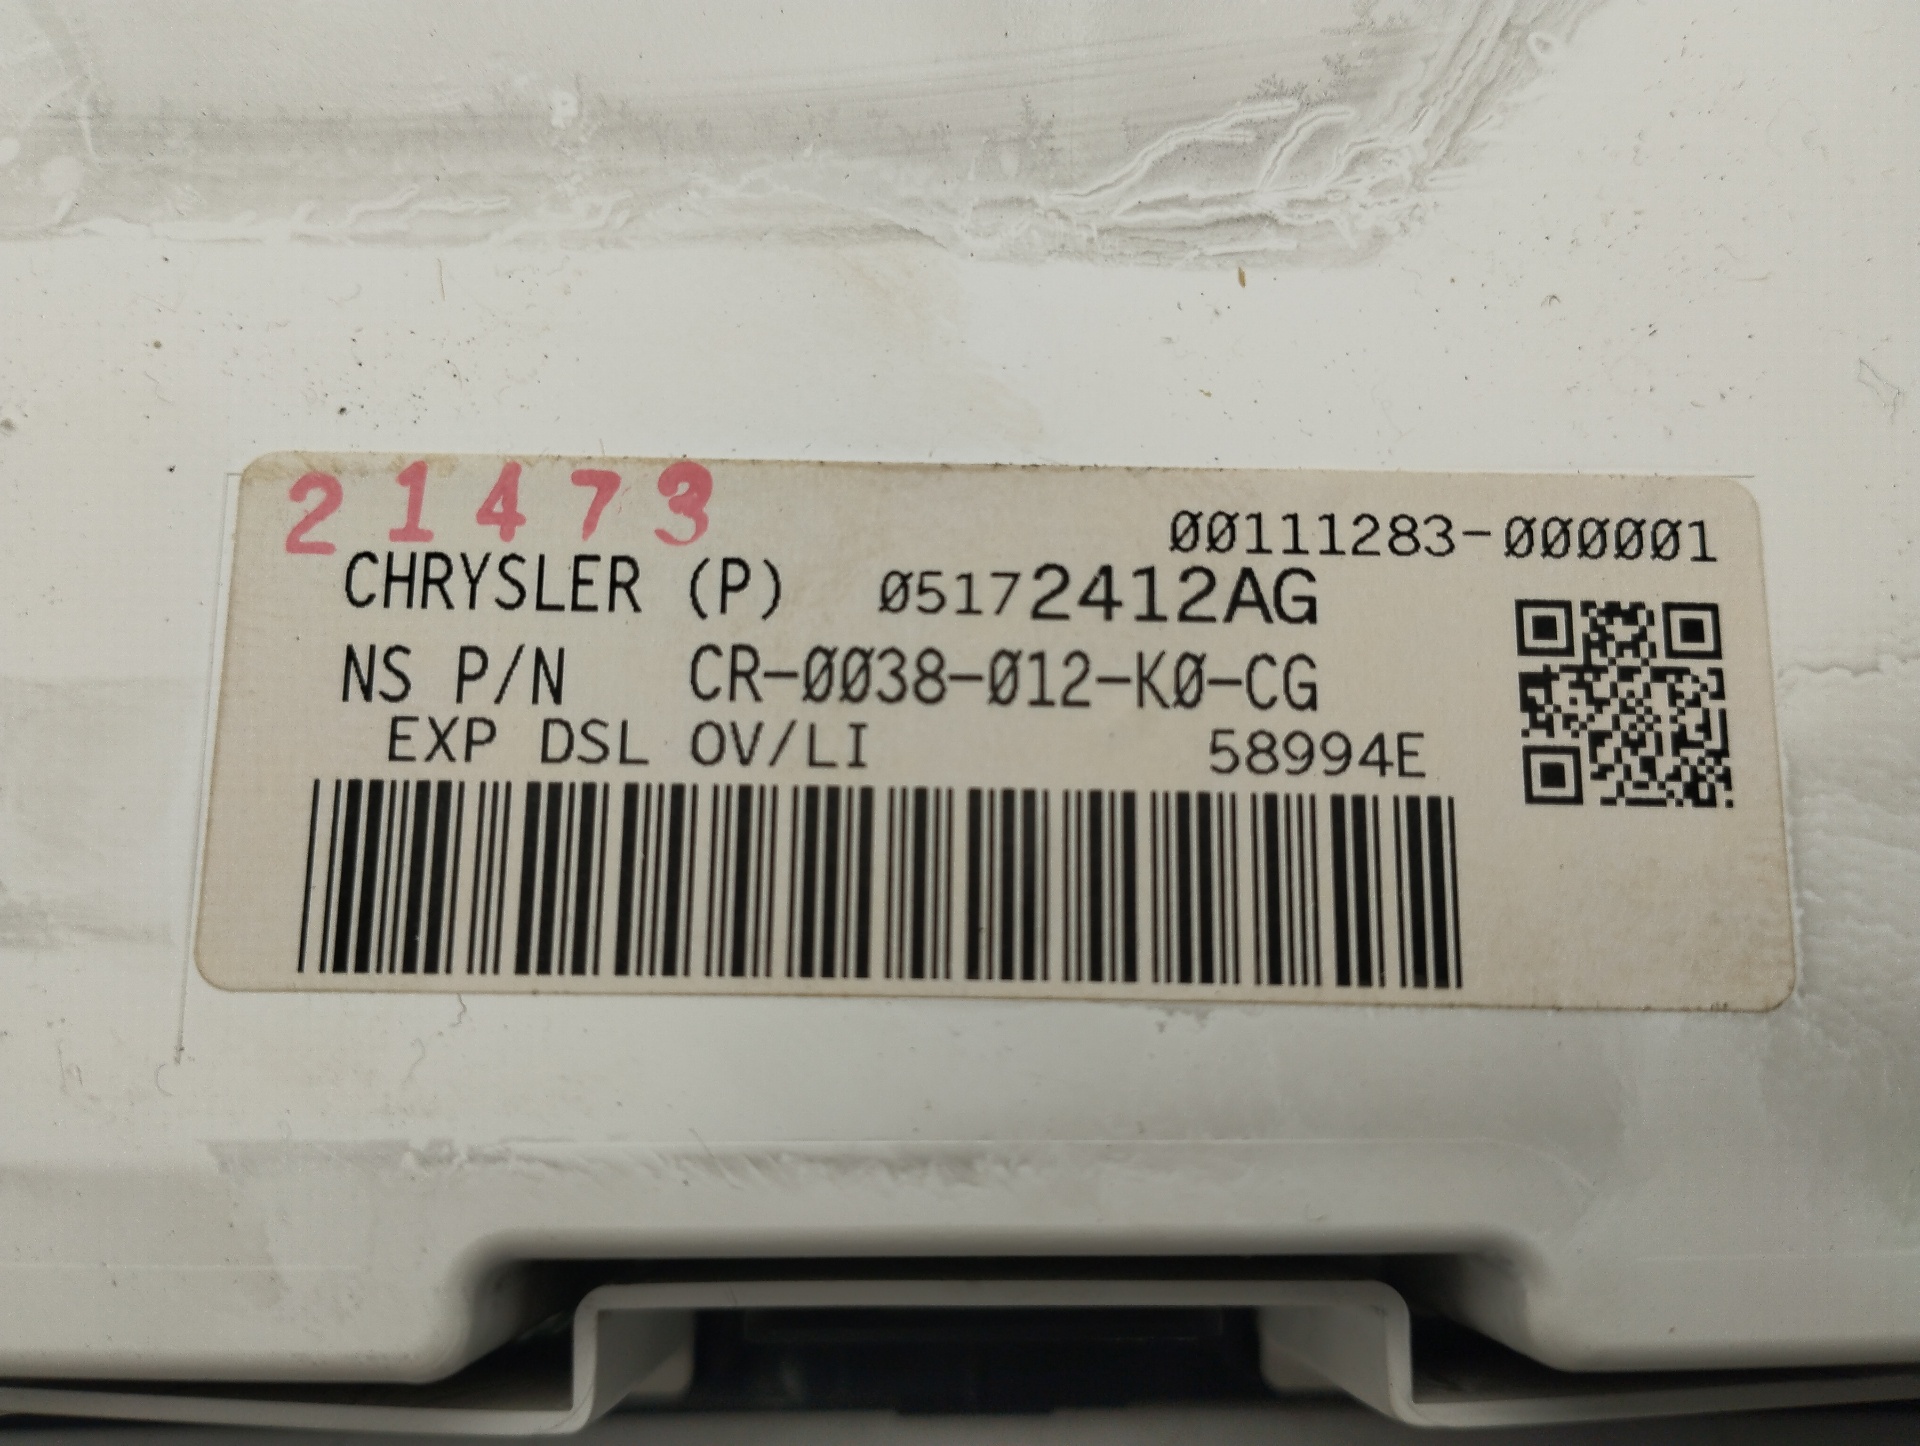 21473
00111283-000001
CHRYSLER (P) 05172412AG
NS P/N CR-0038-012-K0-CG
EXP DSL OV/LI 58994E